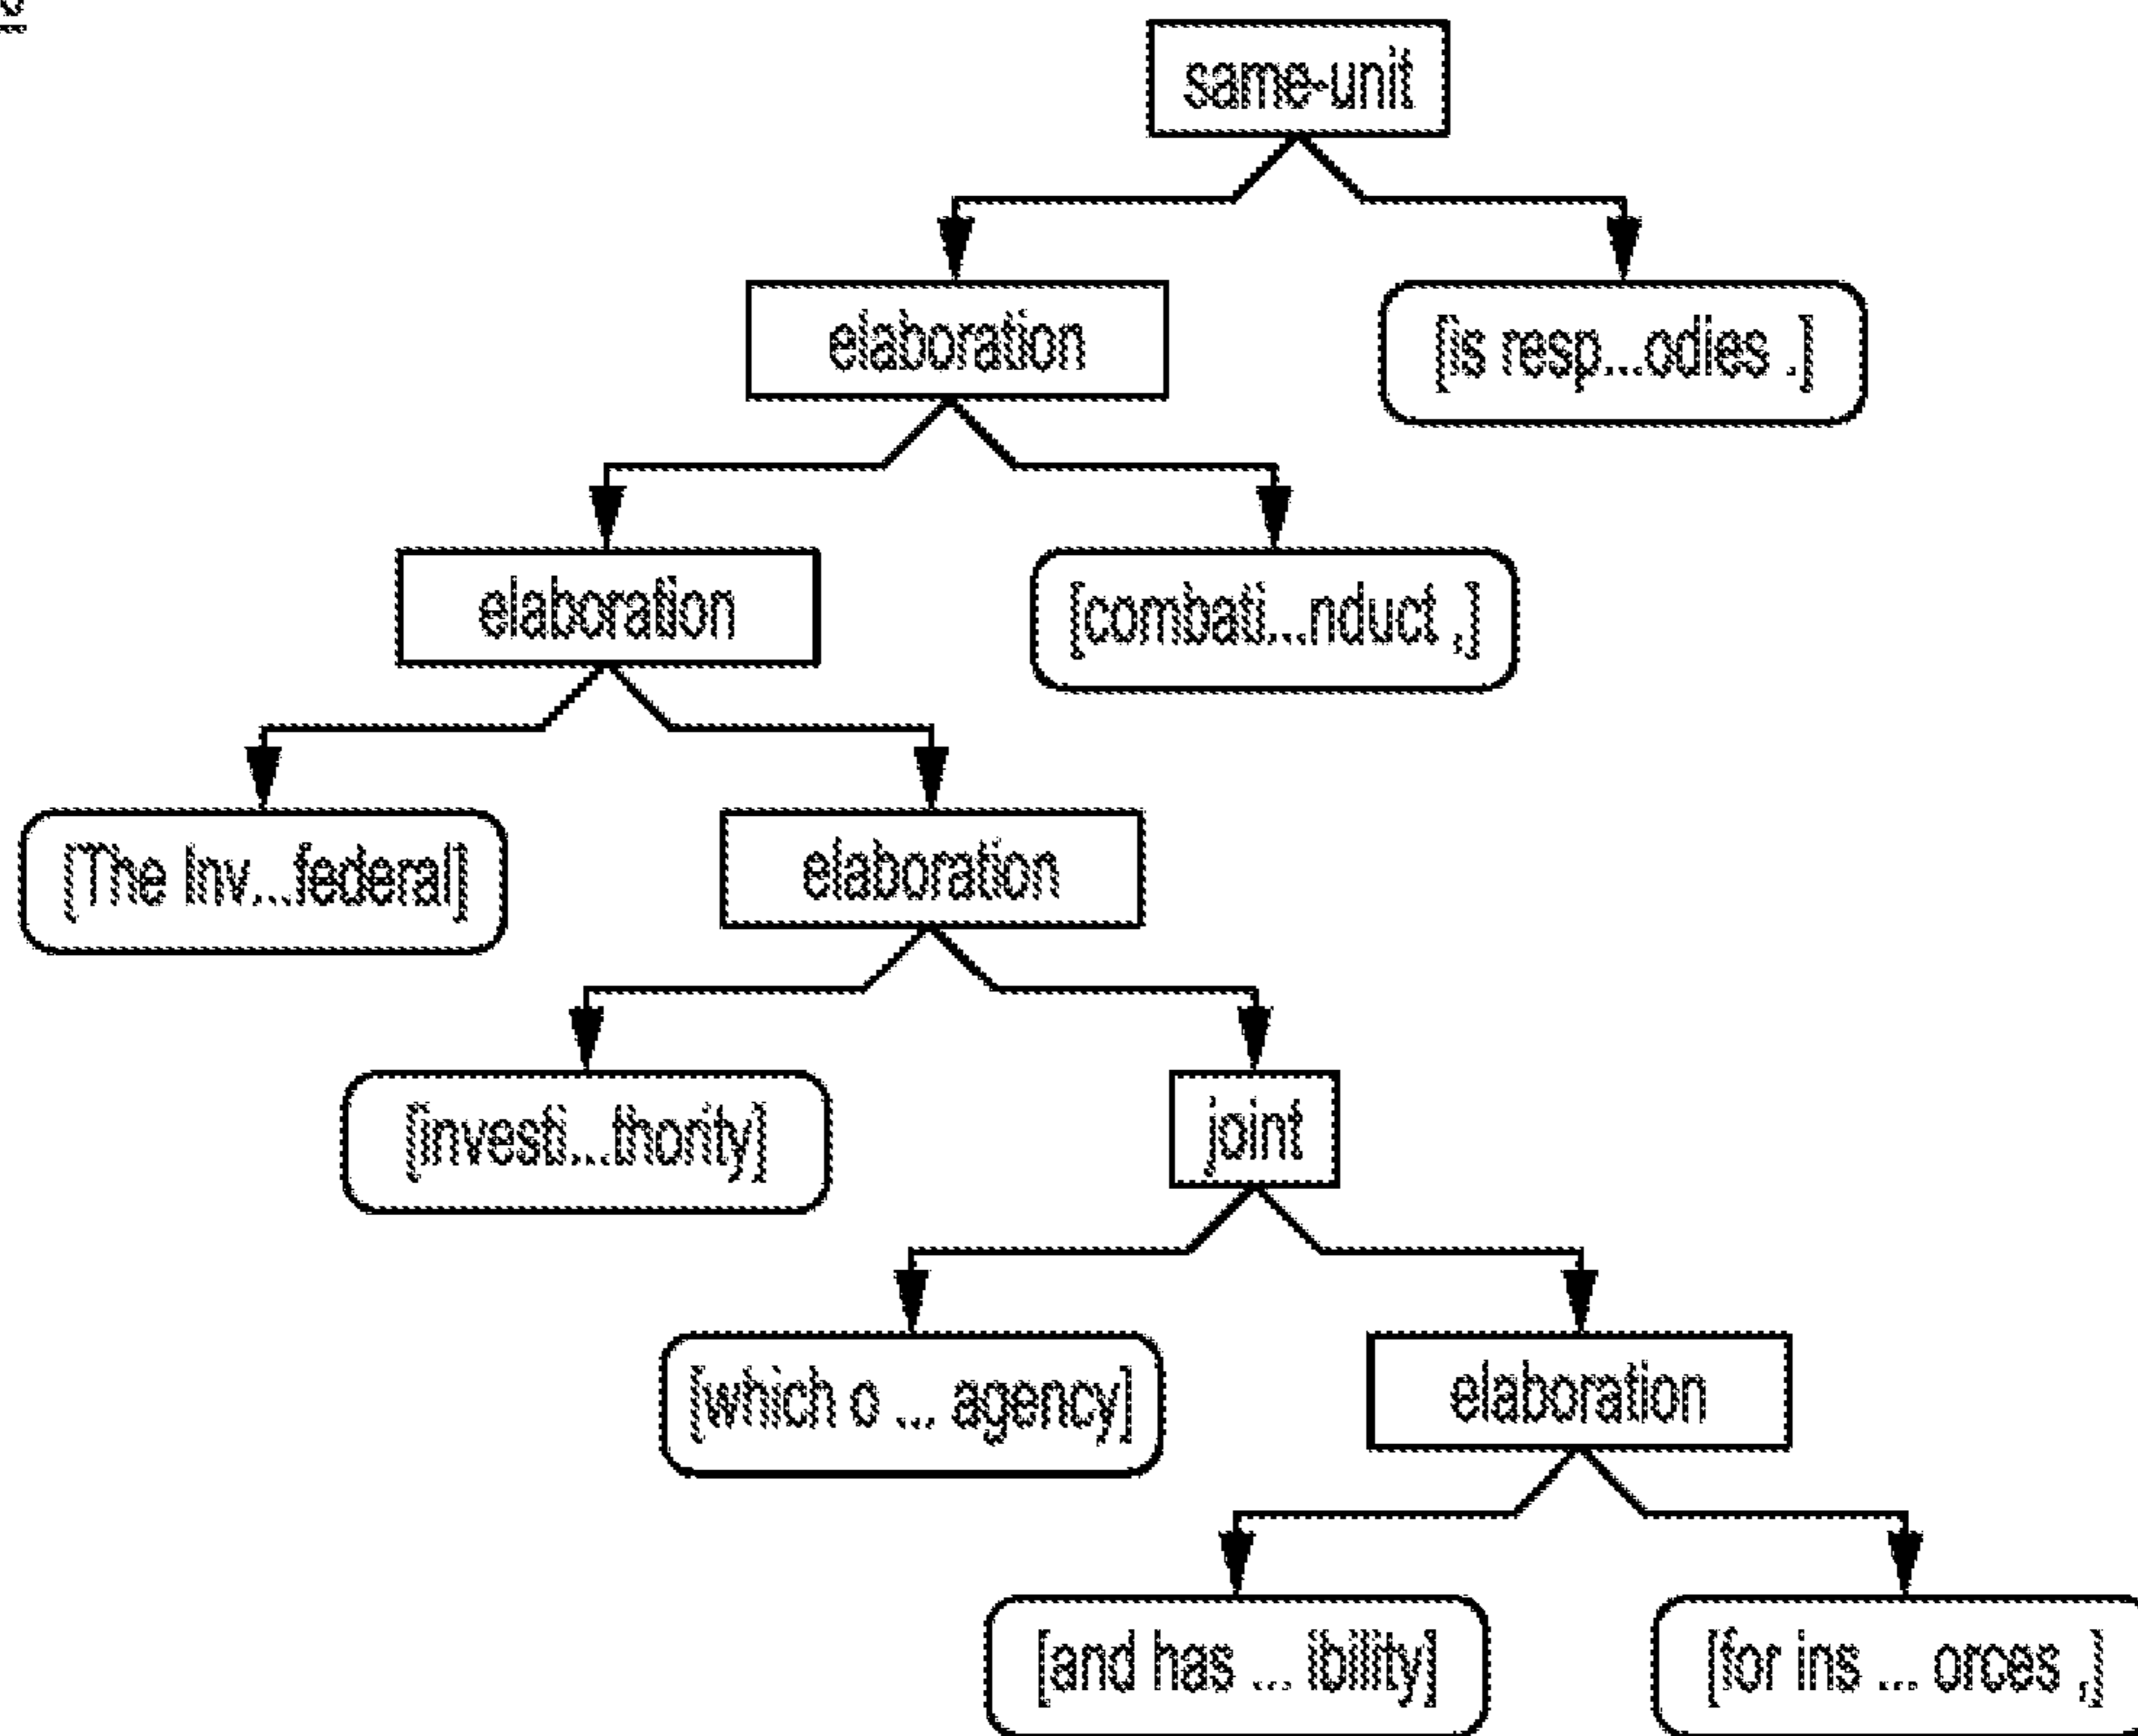 same-unit
elaboration
[is resp...odies .]
elaboration
[combati...nduct ,]
[The Inv...federal]
elaboration
[investi...thority]
joint
[which o ... agency]
elaboration
[and has ... ibility]
[for ins ... orces ,]